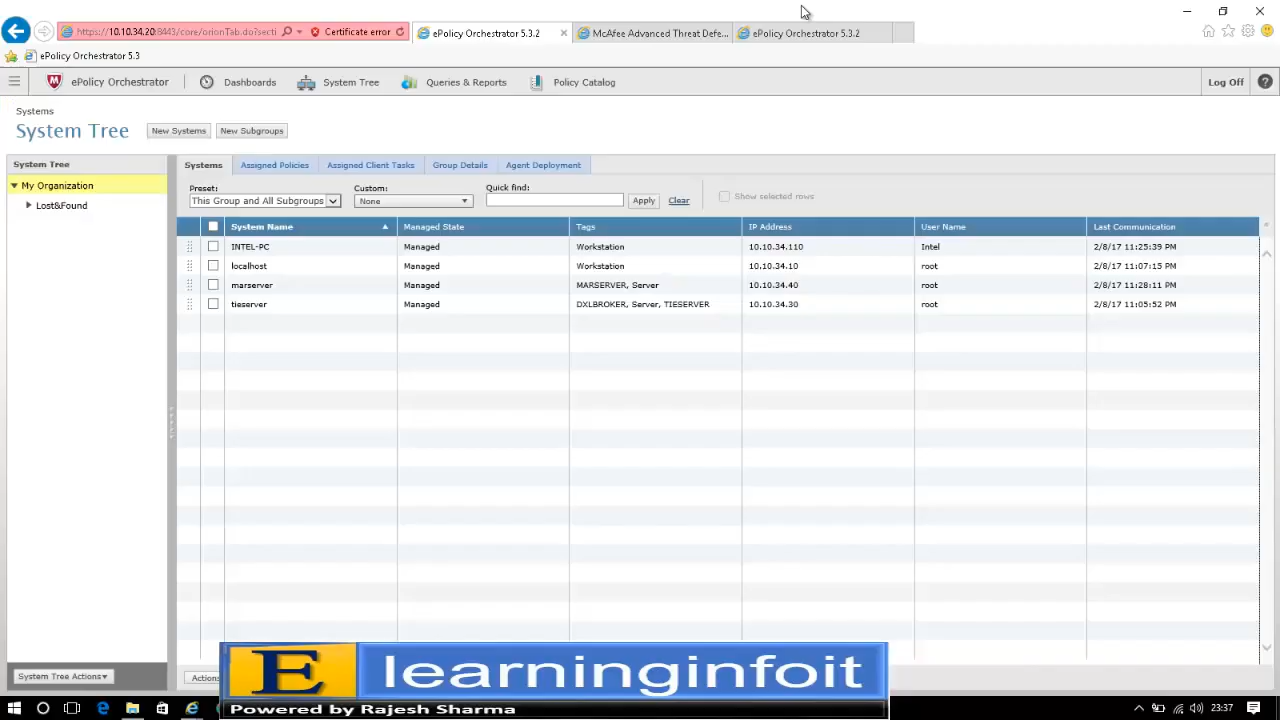 https://10.10.34.20:8443/core/orionTab.do?secti
Certificate error
ePolicy Orchestrator 5.3.2
McAfee Advanced Threat Defe...
ePolicy Orchestrator 5.3.2
ePolicy Orchestrator 5.3
ePolicy Orchestrator
Dashboards
System Tree
Queries & Reports
Policy Catalog
Log Off
?
Systems
System Tree
New Systems
New Subgroups
System Tree
My Organization
Lost&Found
Systems
Assigned Policies
Assigned Client Tasks
Group Details
Agent Deployment
Preset:
This Group and All Subgroups
Custom:
None
Quick find:
Apply
Clear
Show selected rows
System Name Managed State Tags IP Address User Name Last Communication
INTEL-PC Managed Workstation 10.10.34.110 Intel 2/8/17 11:25:39 PM
localhost Managed Workstation 10.10.34.10 root 2/8/17 11:07:15 PM
marserver Managed MARSERVER, Server 10.10.34.40 root 2/8/17 11:28:11 PM
tieserver Managed DXLBROKER, Server, TIESERVER 10.10.34.30 root 2/8/17 11:05:52 PM
System Tree Actions
Actions
E learninginfoit
Powered by Rajesh Sharma
23:37